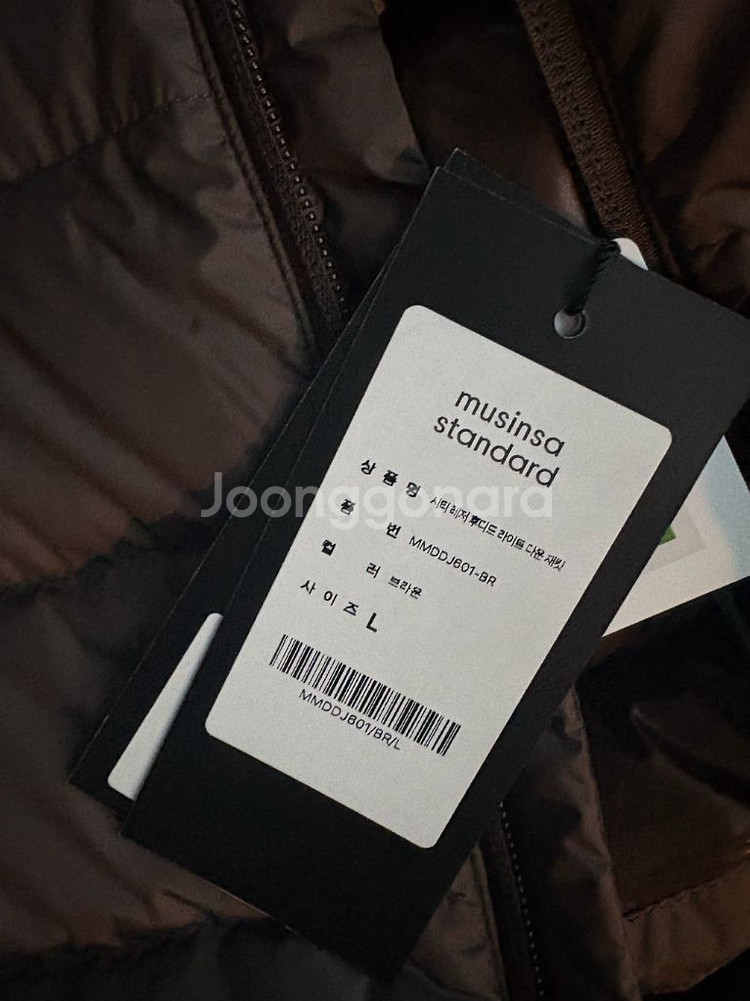 musinsa
standard
상품명 시티 레저 후디드 라이트 다운 재킷
품번 MMDDJ601-BR
컬러 브라운
사이즈 L
MMDDJ601/BR/L
Joonggonara